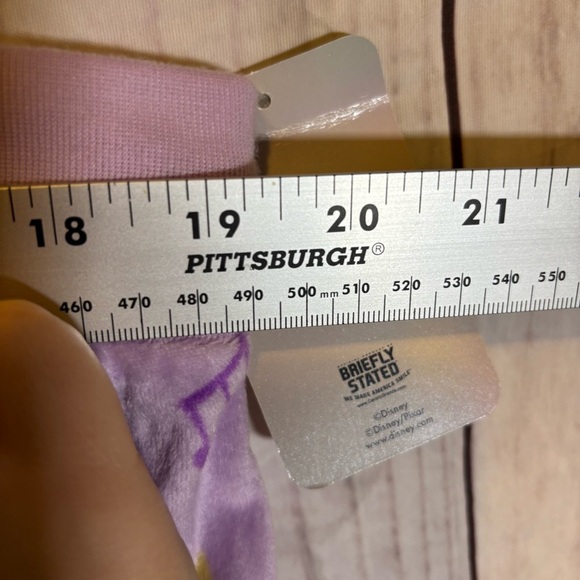 18 19 20 21
PITTSBURGH®
460 470 480 490 500 mm 510 520 530 540 550
BRIEFLY
STATED
WE MAKE AMERICA SMILE
©Disney
©Disney/Pixar
www.disney.com